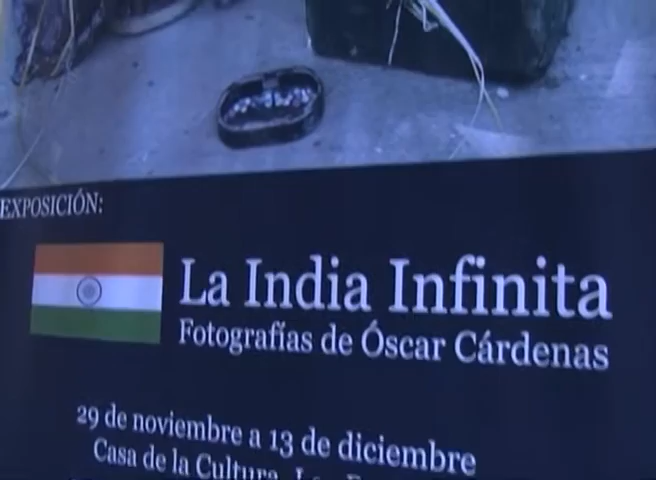 EXPOSICIÓN:
La India Infinita
Fotografías de Óscar Cárdenas
29 de noviembre a 13 de diciembre
Casa de la Cultura,